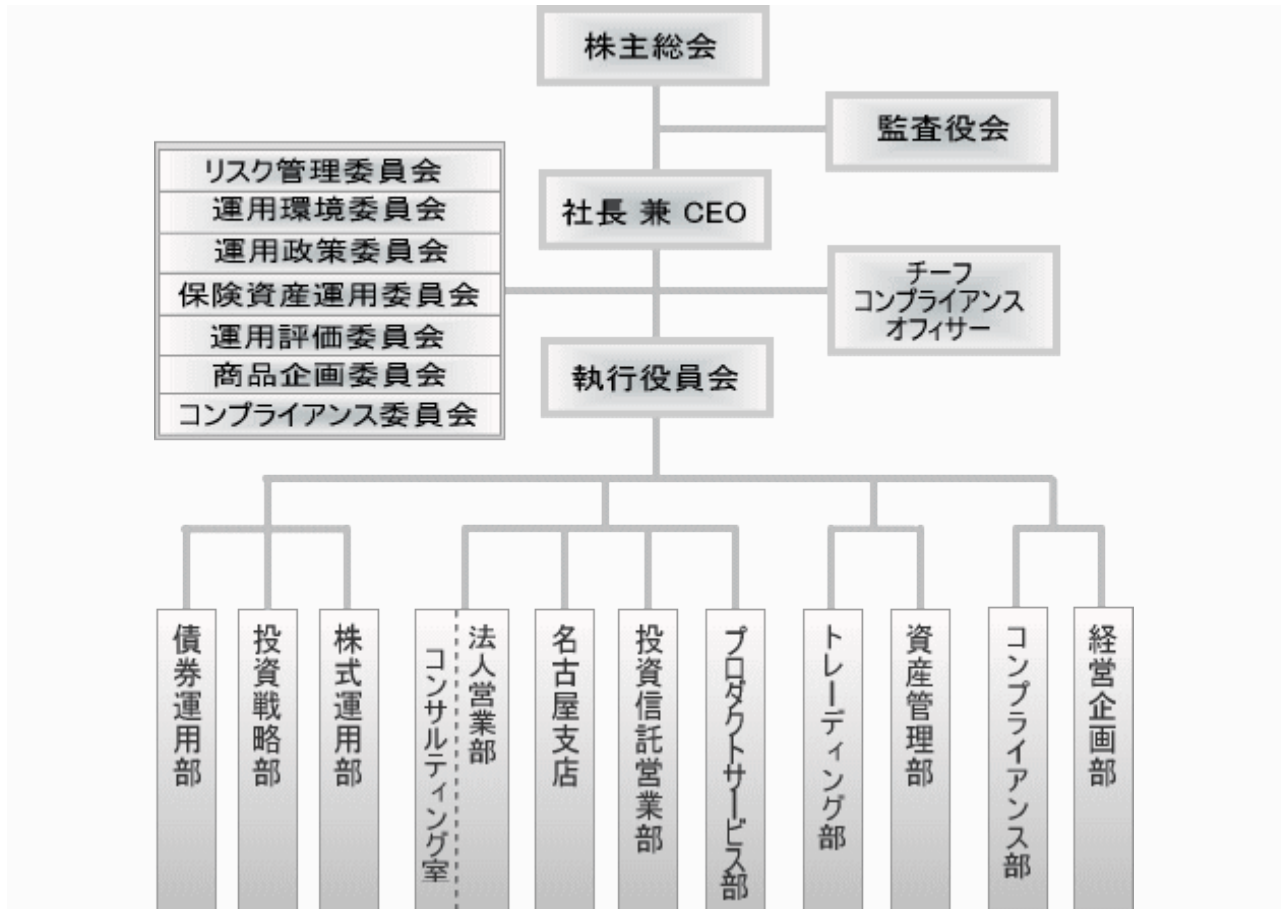 株主総会
監査役会
リスク管理委員会
運用環境委員会
運用政策委員会
保険資産運用委員会
運用評価委員会
商品企画委員会
コンプライアンス委員会
社長 兼 CEO
チーフ
コンプライアンス
オフィサー
執行役員会
債券運用部
投資戦略部
株式運用部
法人営業部
コンサルティング室
名古屋支店
投資信託営業部
プロダクトサービス部
トレーディング部
資産管理部
コンプライアンス部
経営企画部